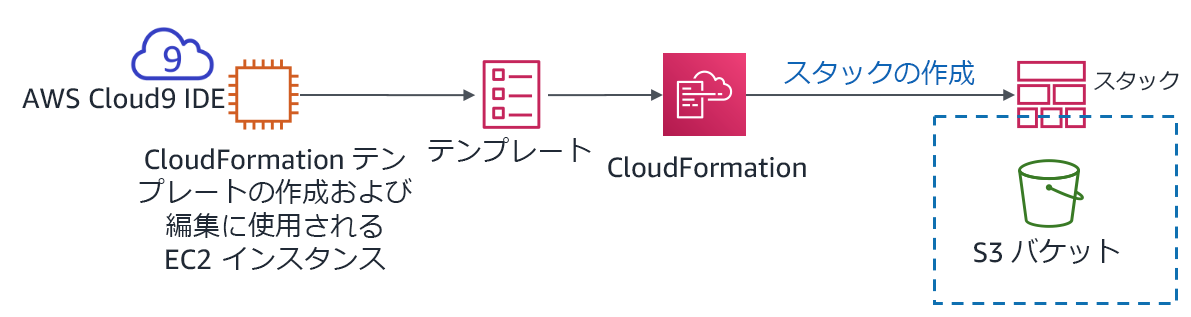 9
AWS Cloud9 IDE
CloudFormation テン
プレートの作成および
編集に使用される
EC2 インスタンス
テンプレート
CloudFormation
スタックの作成
スタック
S3 バケット